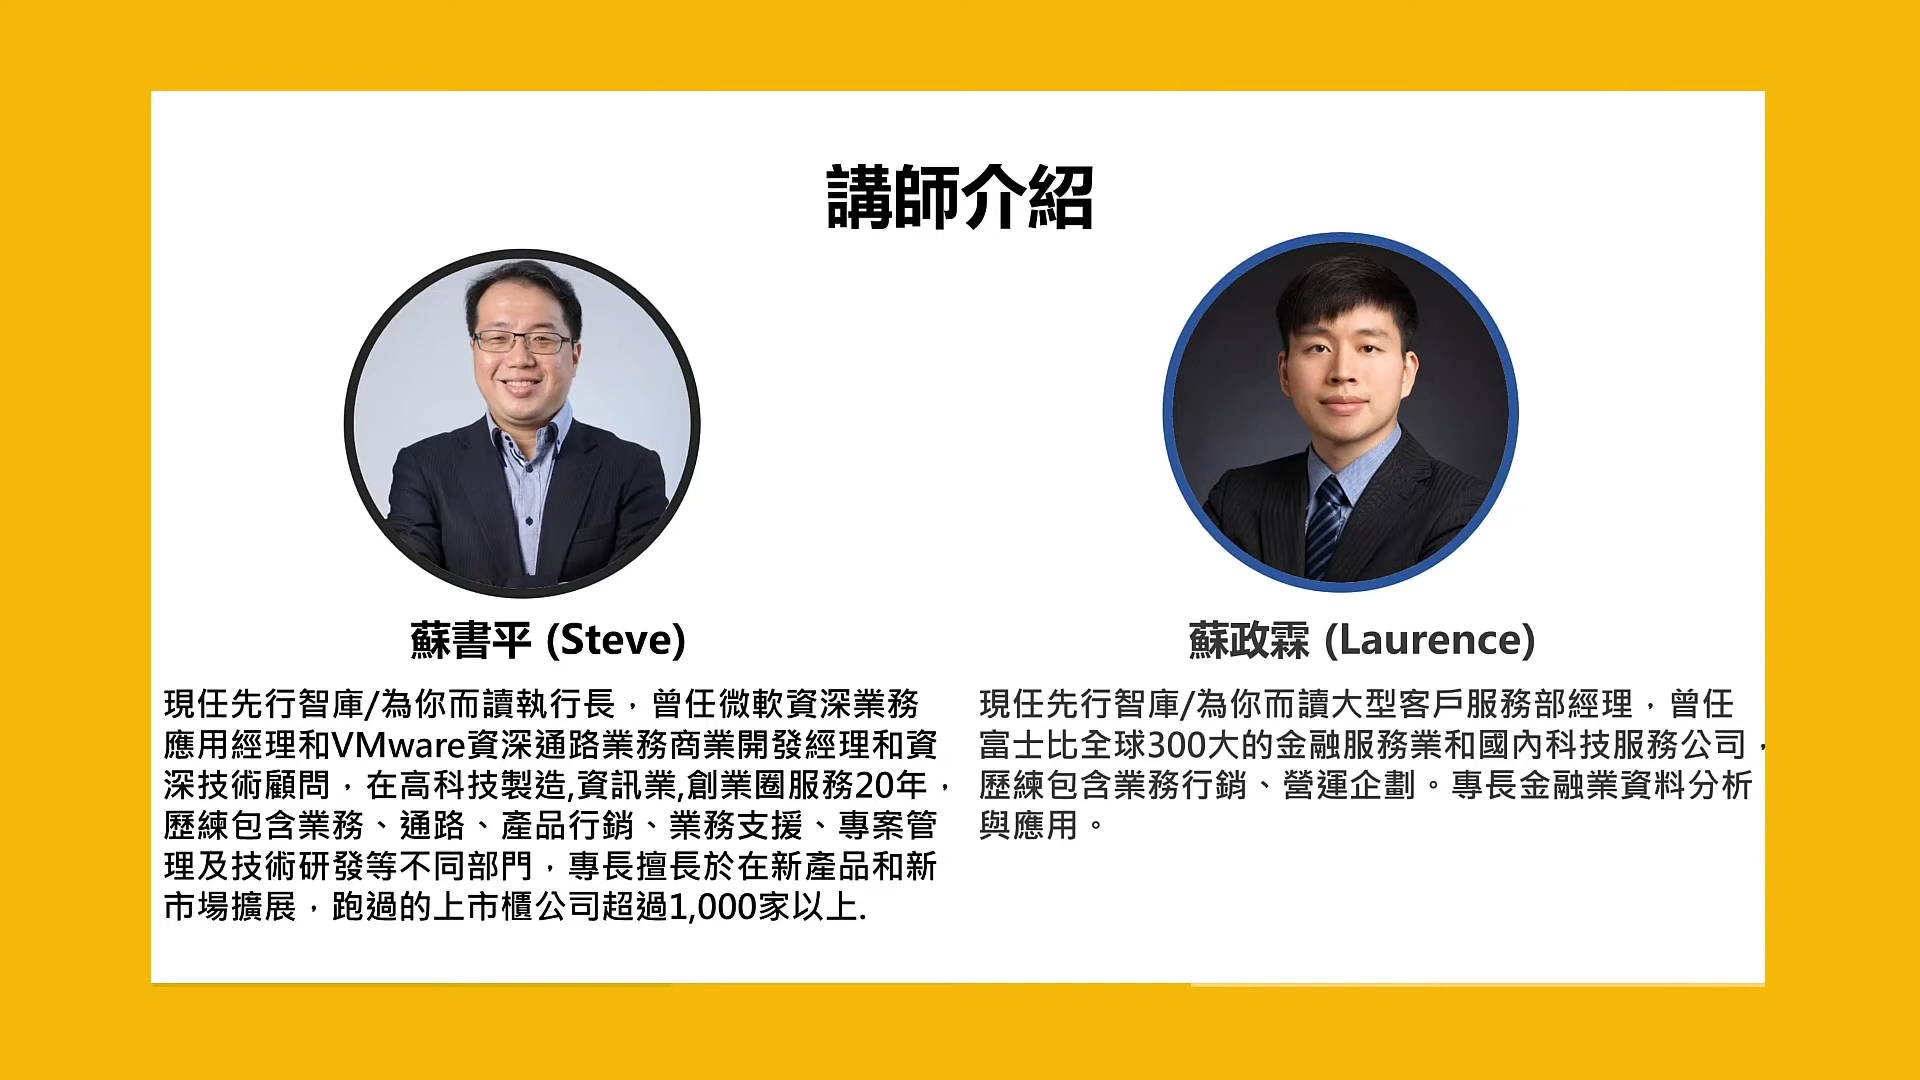 講師介紹
蘇書平 (Steve)
現任先行智庫/為你而讀執行長，曾任微軟資深業務
應用經理和VMware資深通路業務商業開發經理和資
深技術顧問，在高科技製造,資訊業,創業圈服務20年，
歷練包含業務、通路、產品行銷、業務支援、專案管
理及技術研發等不同部門，專長擅長於在新產品和新
市場擴展，跑過的上市櫃公司超過1,000家以上.
蘇政霖 (Laurence)
現任先行智庫/為你而讀大型客戶服務部經理，曾任
富士比全球300大的金融服務業和國內科技服務公司，
歷練包含業務行銷、營運企劃。專長金融業資料分析
與應用。